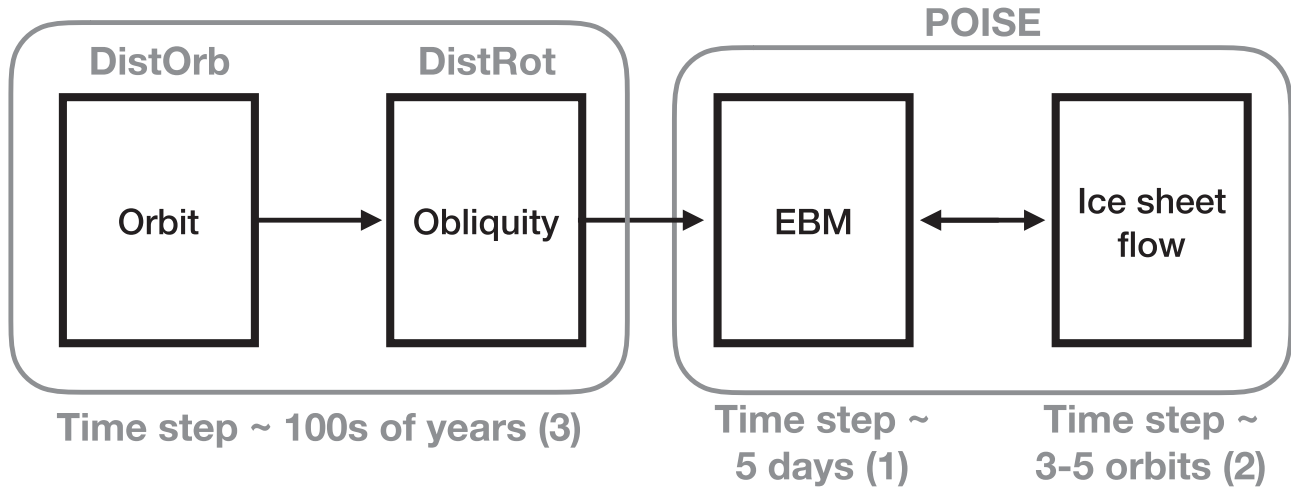 POISE
DistOrb
DistRot
Orbit
Obliquity
EBM
Ice sheet
flow
Time step ~ 100s of years (3)
Time step ~
5 days (1)
Time step ~
3-5 orbits (2)